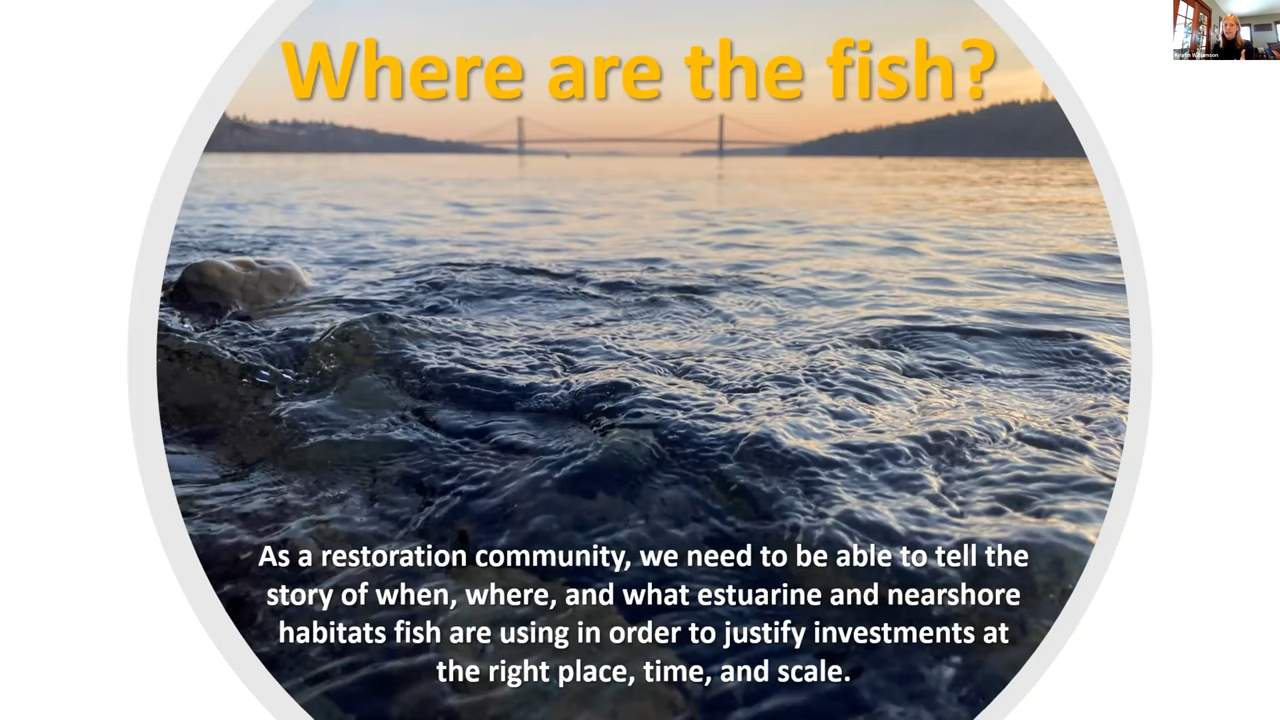 Where are the fish?
Kristin Williamson
As a restoration community, we need to be able to tell the
story of when, where, and what estuarine and nearshore
habitats fish are using in order to justify investments at
the right place, time, and scale.